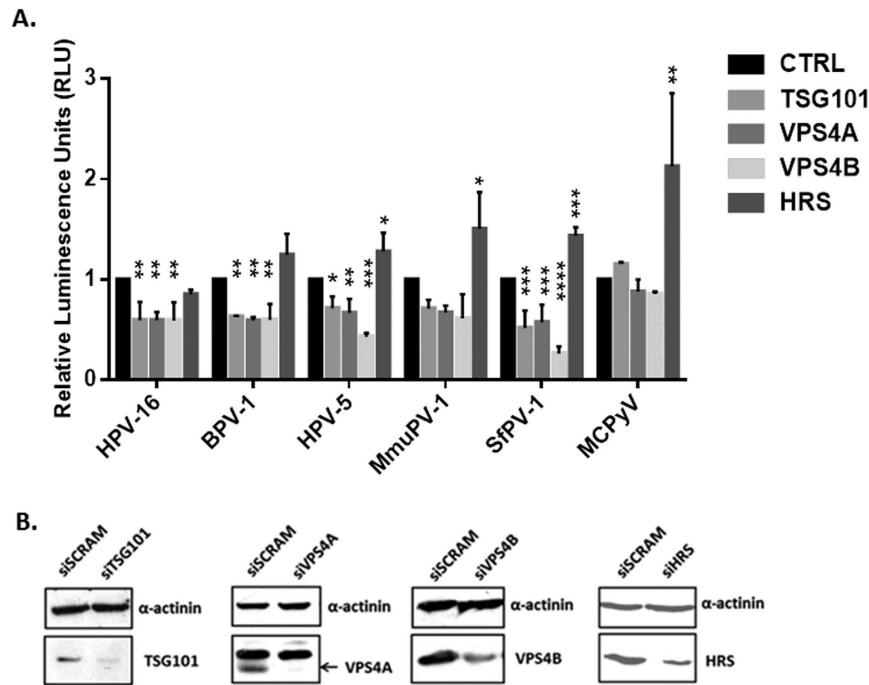 A.
Relative Luminescence Units (RLU)
3
2
1
0
** ** **
** ** **
* ** *** *
*
*** *** **** ***
**
HPV-16
BPV-1
HPV-5
MmuPV-1
SfPV-1
MCPyV
CTRL
TSG101
VPS4A
VPS4B
HRS
B.
siSCRAM siTSG101
α-actinin
TSG101
siSCRAM siVPS4A
α-actinin
VPS4A
siSCRAM siVPS4B
α-actinin
VPS4B
siSCRAM siHRS
α-actinin
HRS